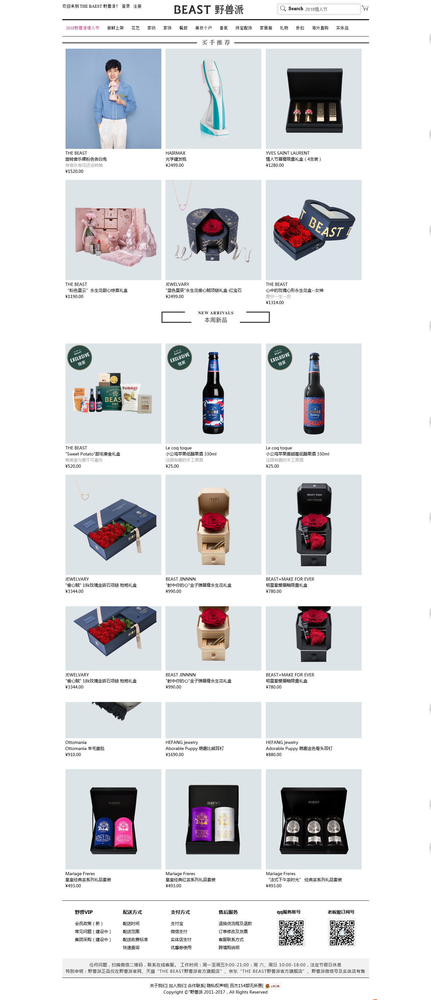 欢迎来到 THE BAEST 野兽派！ 登录 注册
BEAST 野兽派
Search 2018情人节
2018野兽派情人节 新鲜上架 花艺 家纺 家饰 餐厨 美妆个户 香氛 珠宝配饰 家居服 礼物 折扣 海外直购 实体店
买手推荐
THE BEAST
旋转音乐裸粉色告白兔
有音乐有花还会转哦
¥1520.00
HAIRMAX
光学健发梳
¥2499.00
YVES SAINT LAURENT
情人节唇膏限量礼盒（4支装）
¥1280.00
BEAST
THE BEAST
“粉色星云”永生花甜心惊喜礼盒
¥1190.00
JEWELVARY
"蓝色星辰"永生花偷心贼项链礼盒-红宝石
¥2499.00
THE BEAST
心中的玫瑰心形永生花盒--女神
爱你一生一世
¥1314.00
NEW ARRIVALS
本周新品
BEAST
EXCLUSIVE
独家
TORRES
GRANOLA
BEAST
野兽派
BEAST
EXCLUSIVE
独家
CIDRE
BEAST
EXCLUSIVE
独家
CIDRE
THE BEAST
"Sweet Potato"甜宅美食礼盒
唯美食与爱不可辜负
¥520.00
Le coq toque
小公鸡苹果低醇果酒 330ml
法国有趣的手工果酒
¥25.00
Le coq toque
小公鸡苹果蔓越莓低醇果酒 330ml
法国有趣的手工果酒
¥25.00
野兽派
BEAST
BEAST 野兽派
MAKE UP FOR EVER
JEWELVARY
"偷心贼" 18k玫瑰金砖石项链 枪炮礼盒
¥3344.00
BEAST JINNNN
"射中你的心"金子弹唇膏永生花礼盒
¥990.00
BEAST×MAKE FOR EVER
明星挚爱唇釉限量礼盒
¥780.00
野兽派
JEWELVARY
"偷心贼" 18k玫瑰金砖石项链 枪炮礼盒
¥3344.00
BEAST JINNNN
"射中你的心"金子弹唇膏永生花礼盒
¥990.00
BEAST×MAKE FOR EVER
明星挚爱唇釉限量礼盒
¥780.00
Ottomania
Ottomania 羊毛盖毯
¥910.00
HEFANG jewelry
Aborable Puppy 萌趣比熊耳钉
¥1690.00
HEFANG jewelry
Adorable Puppy 萌趣金色骨头耳钉
¥880.00
MARIAGE
KING'S TEA
HAPPY QUEEN
MARIAGE
WEDDING
EARL GREY
MARIAGE
Mariage Freres
皇室经典茶系列礼品套装
¥493.00
Mariage Freres
皇室经典红茶系列礼品套装
¥493.00
Mariage Freres
“法式下午茶时光” 经典茶系列礼品套装
¥493.00
野兽VIP
会员政策（新）
常见问题（建设中）
集团采购（建设中）
配送方式
配送时间
配送范围
配送收费标准
快递查询
支付方式
支付宝
微信支付
实体店支付
优惠券使用
售后服务
退换货流程及退款
订单修改及发票
客服联系方式
跨境购说明
qq服务账号
老板娘订阅号
任何问题，扫描微信二维码，联系在线客服。 工作时间：周一至周五9:00-21:00；周 六、周日 10:00-18:00，法定节假日休息
特别申明：野兽派正品仅在野兽派官网、天猫“THE BEAST野兽派官方旗舰店”、京东“THE BEAST野兽派官方旗舰店”、野兽派微信号及实体店有售
关于我们| 加入我们| 合作联系| 隐私权声明| 百杰154部无所畏| 上海工商
Copyright ©"野兽派 2011-2017，All Rights Reserved